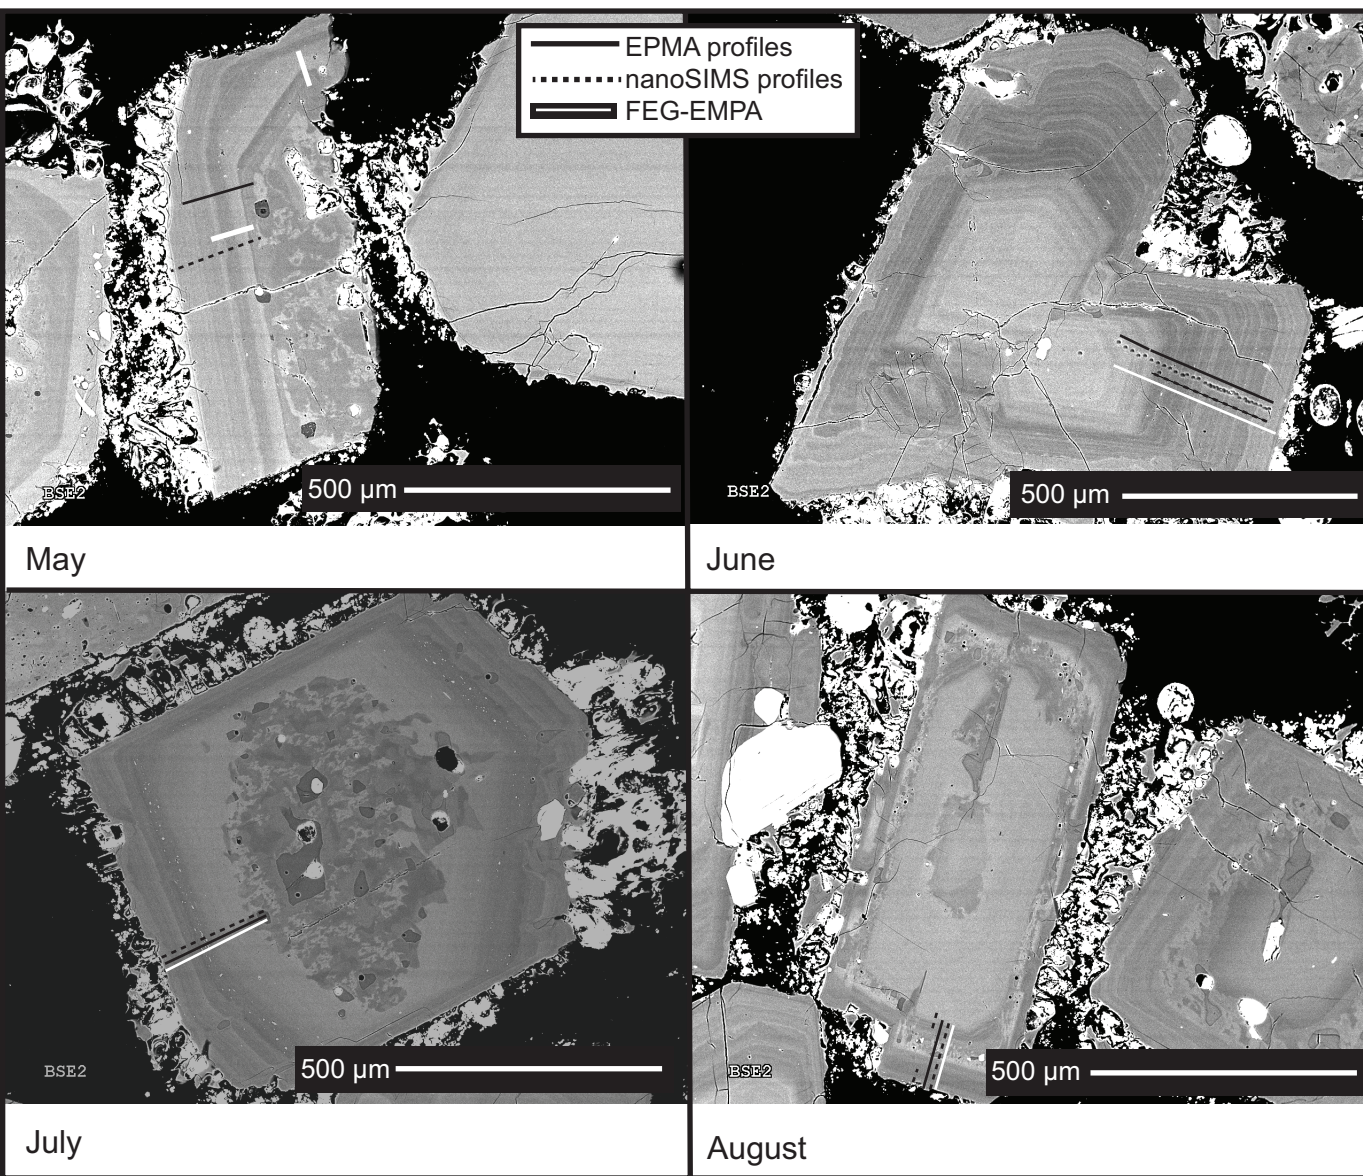 EPMA profiles
nanoSIMS profiles
FEG-EMPA
BSE2
500 µm
BSE2
500 µm
May
June
BSE2
500 µm
BSE2
500 µm
July
August